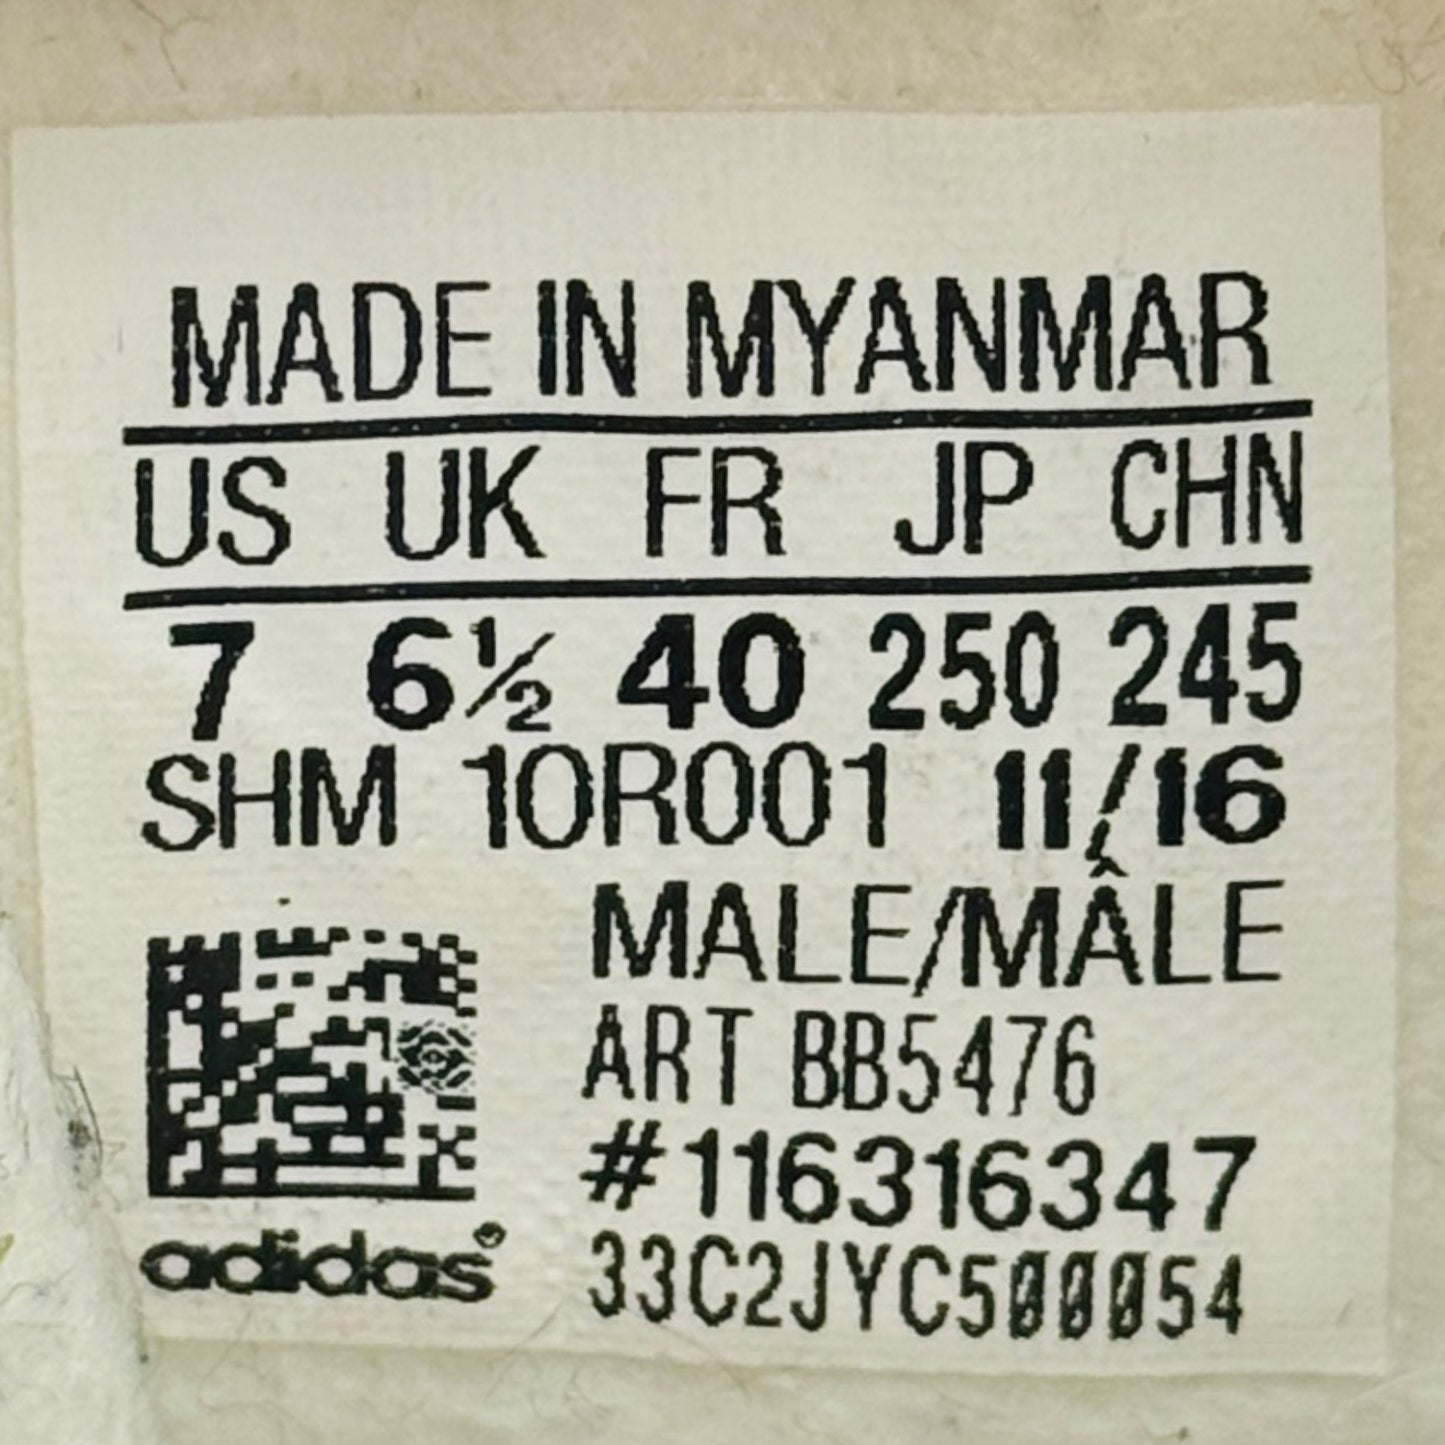 MADE IN MYANMAR
US UK FR JP CHN
7 6½ 40 250 245
SHM 10R001 11/16
MALE/MÂLE
ART BB5476
#116316347
adidas®
33C2JYC500054